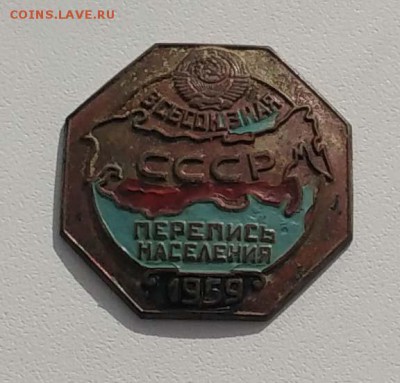 COINS.LAVE.RU
ВСЕСОЮЗНАЯ
СССР
ПЕРЕПИСЬ
НАСЕЛЕНИЯ
1959